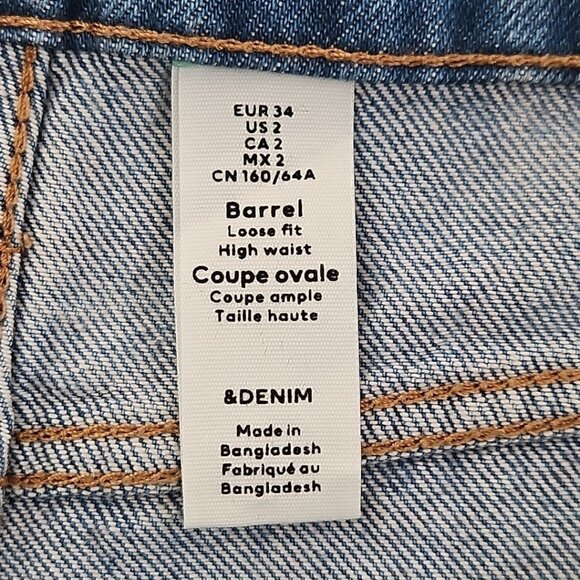 EUR 34
US 2
CA 2
MX 2
CN 160/64A
Barrel
Loose fit
High waist
Coupe ovale
Coupe ample
Taille haute
&DENIM
Made in
Bangladesh
Fabriqué au
Bangladesh